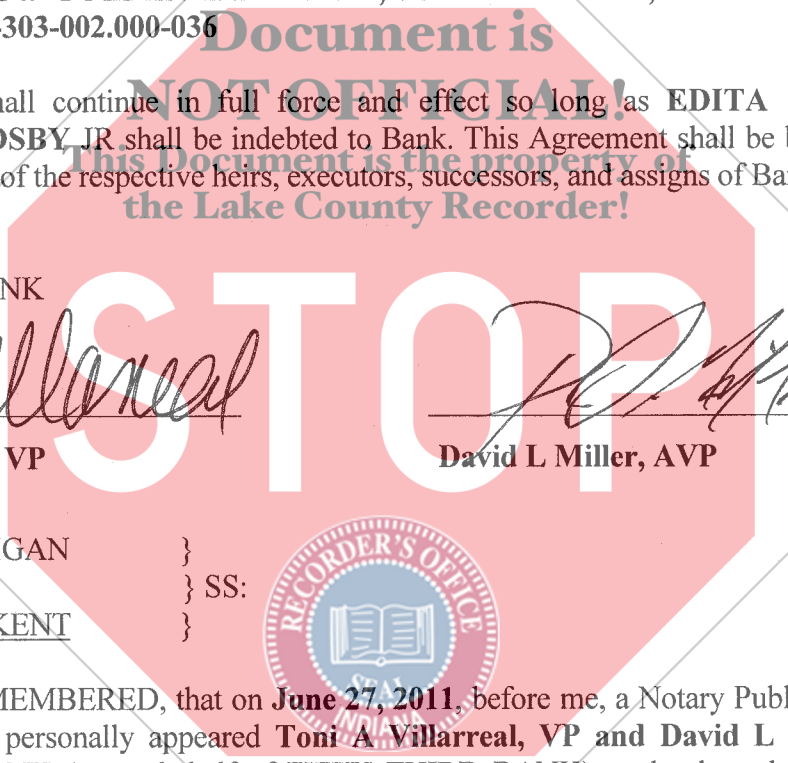 -303-002.000-036
Document is
NOT OFFICIAL!
This Document is the property of
the Lake County Recorder!
hall continue in full force and effect so long as EDITA
OSBY JR shall be indebted to Bank. This Agreement shall be b
of the respective heirs, executors, successors, and assigns of Ban
NK
STOP
Villarreal
VP
David L Miller, AVP
IGAN }
} SS:
KENT }
RECORDER'S OFFICE
SEAL
INDIANA
MEMBERED, that on June 27, 2011, before me, a Notary Publ
personally appeared Toni A Villarreal, VP and David L